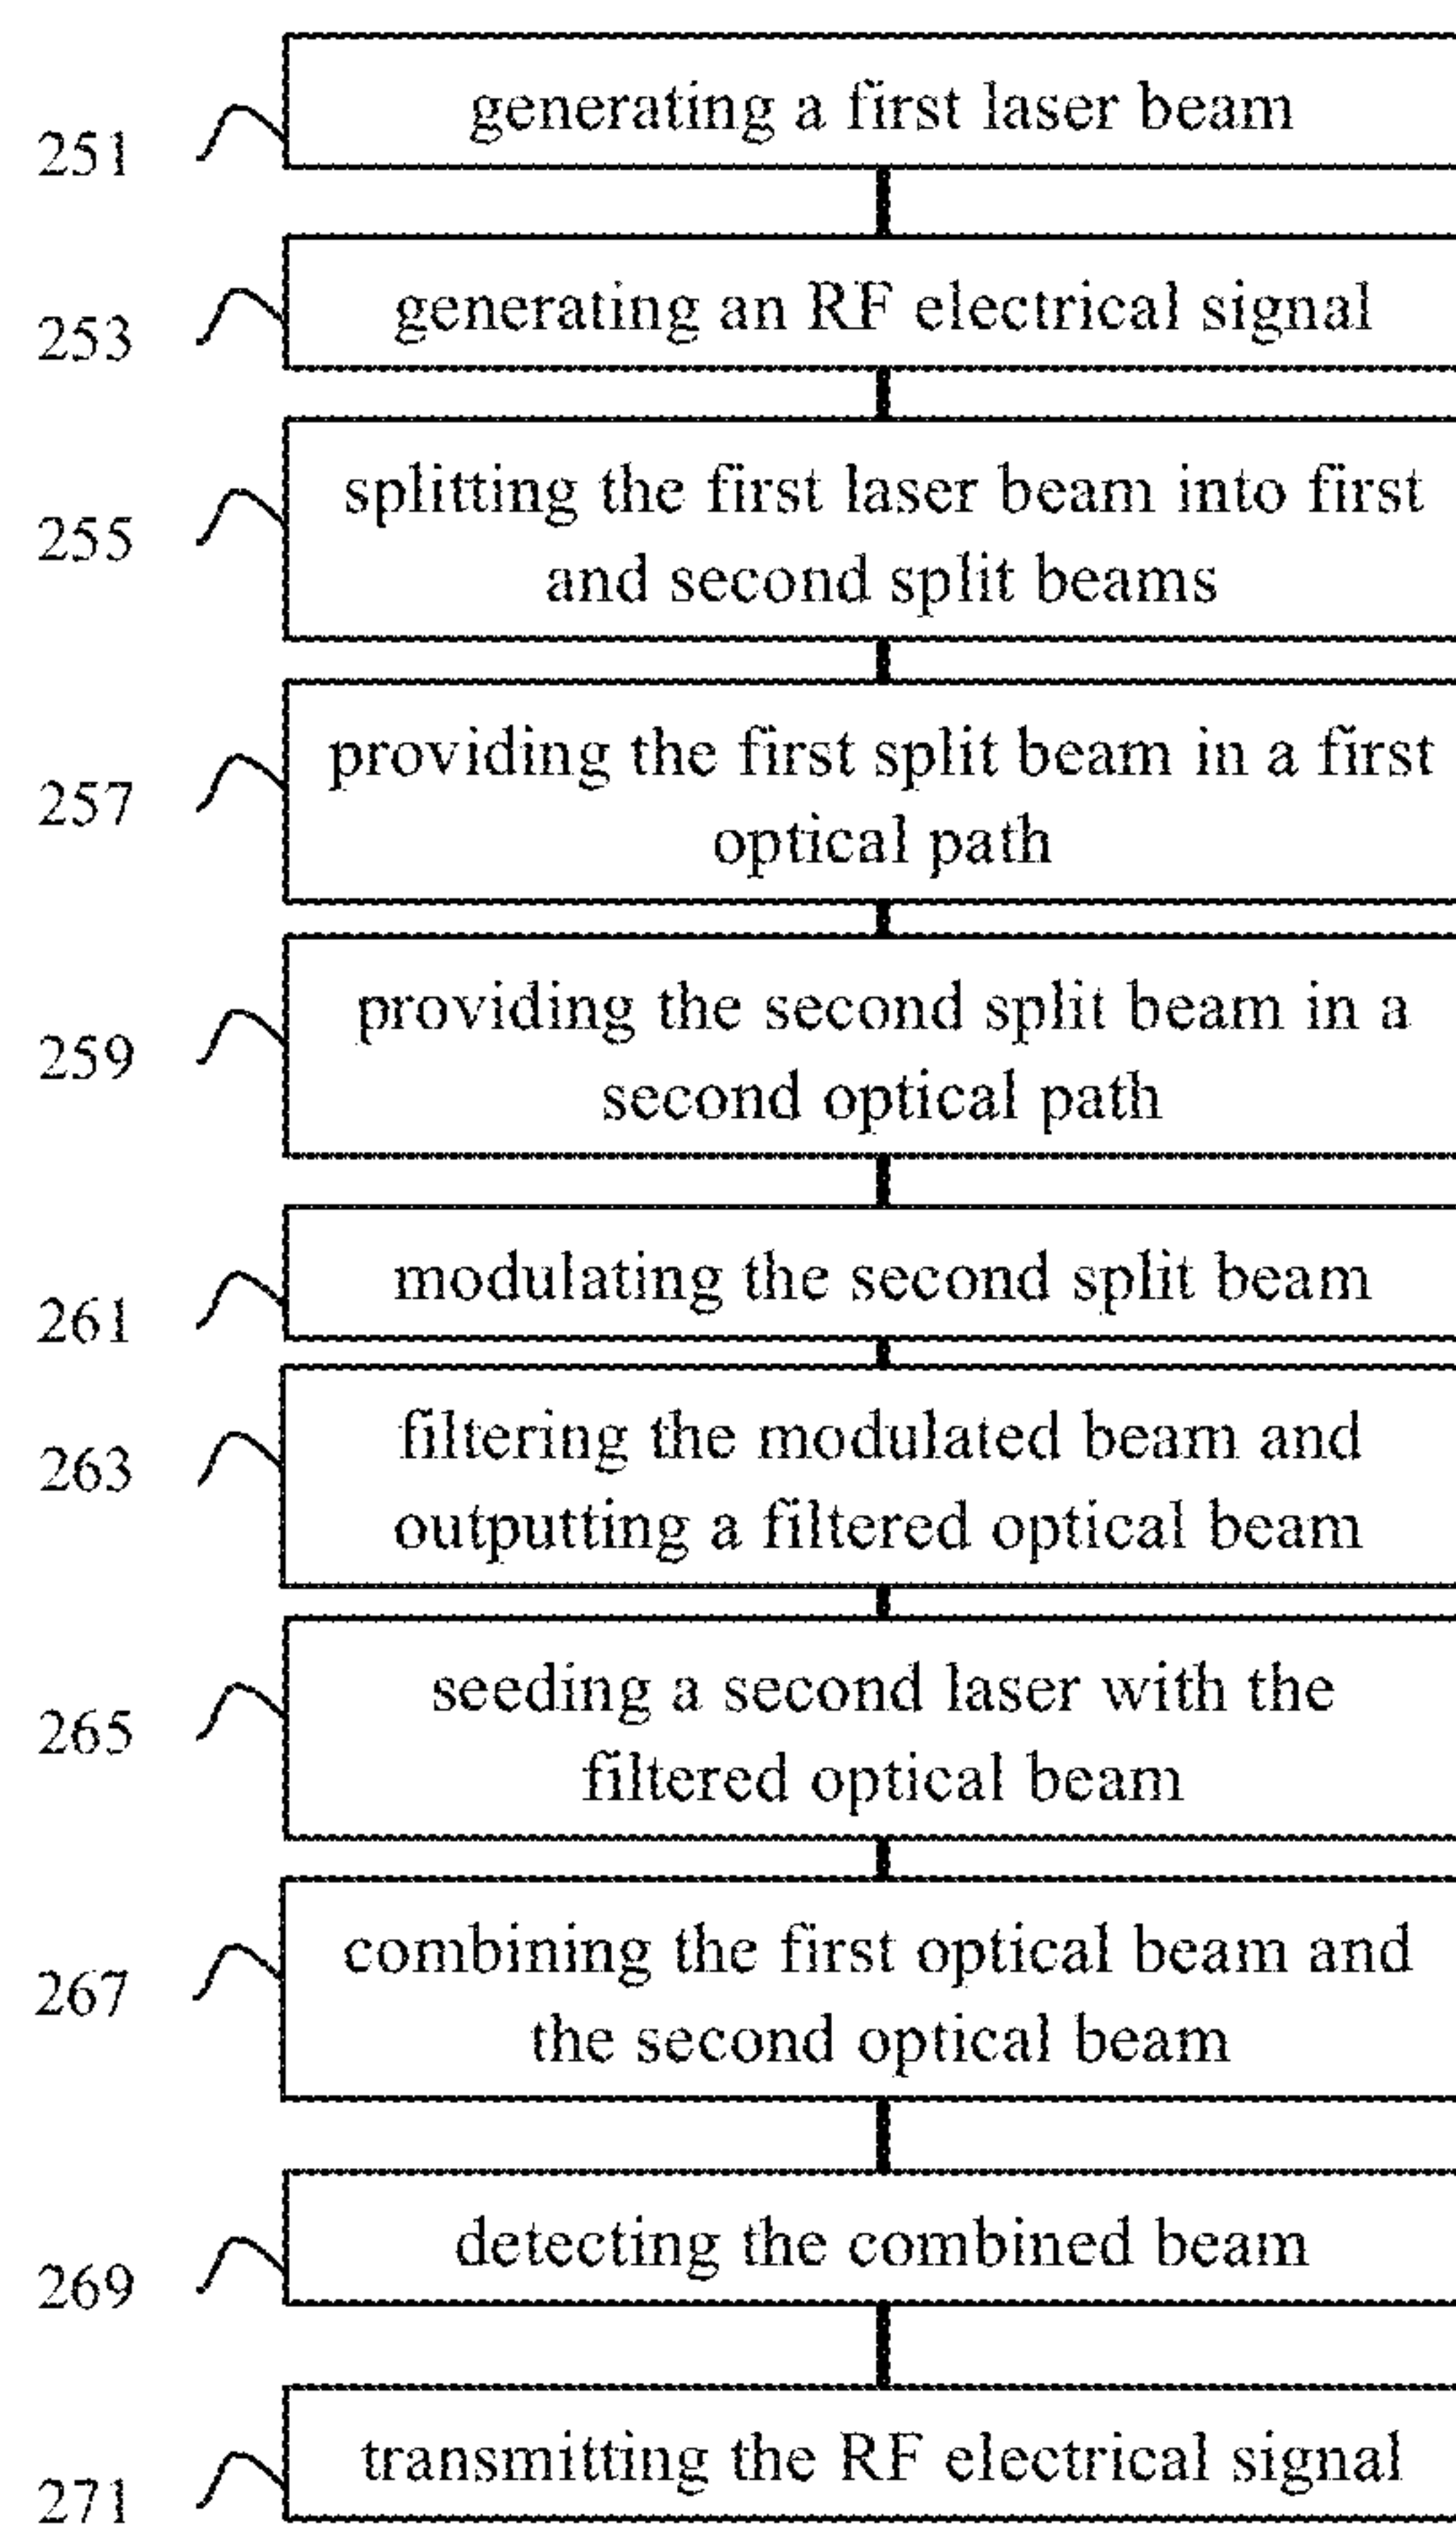 251
generating a first laser beam
253
generating an RF electrical signal
255
splitting the first laser beam into first
and second split beams
257
providing the first split beam in a first
optical path
259
providing the second split beam in a
second optical path
261
modulating the second split beam
263
filtering the modulated beam and
outputting a filtered optical beam
265
seeding a second laser with the
filtered optical beam
267
combining the first optical beam and
the second optical beam
269
detecting the combined beam
271
transmitting the RF electrical signal